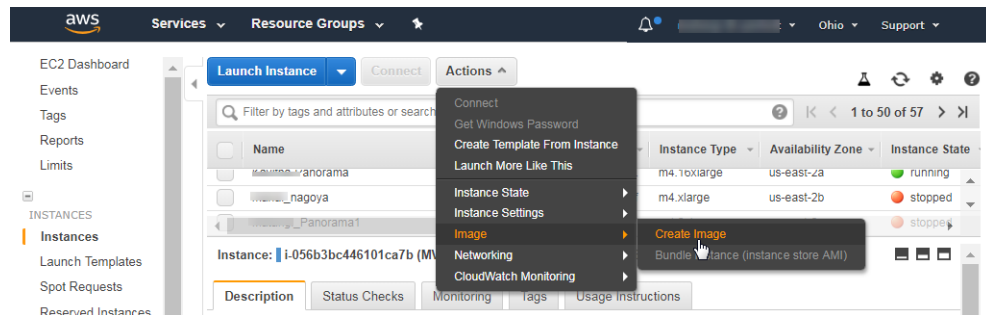 aws Services Resource Groups Ohio Support
EC2 Dashboard
Events
Tags
Reports
Limits
INSTANCES
Instances
Launch Templates
Spot Requests
Reserved Instances
Launch Instance Connect Actions
Filter by tags and attributes or search 1 to 50 of 57
Name Instance Type Availability Zone Instance State
Panorama m4.16xlarge us-east-2a running
_nagoya m4.xlarge us-east-2b stopped
_Panorama1 stopped
Connect
Get Windows Password
Create Template From Instance
Launch More Like This
Instance State
Instance Settings
Image
Networking
CloudWatch Monitoring
Create Image
Bundle Instance (instance store AMI)
Instance: i-056b3bc446101ca7b (MV
Description Status Checks Monitoring Tags Usage Instructions